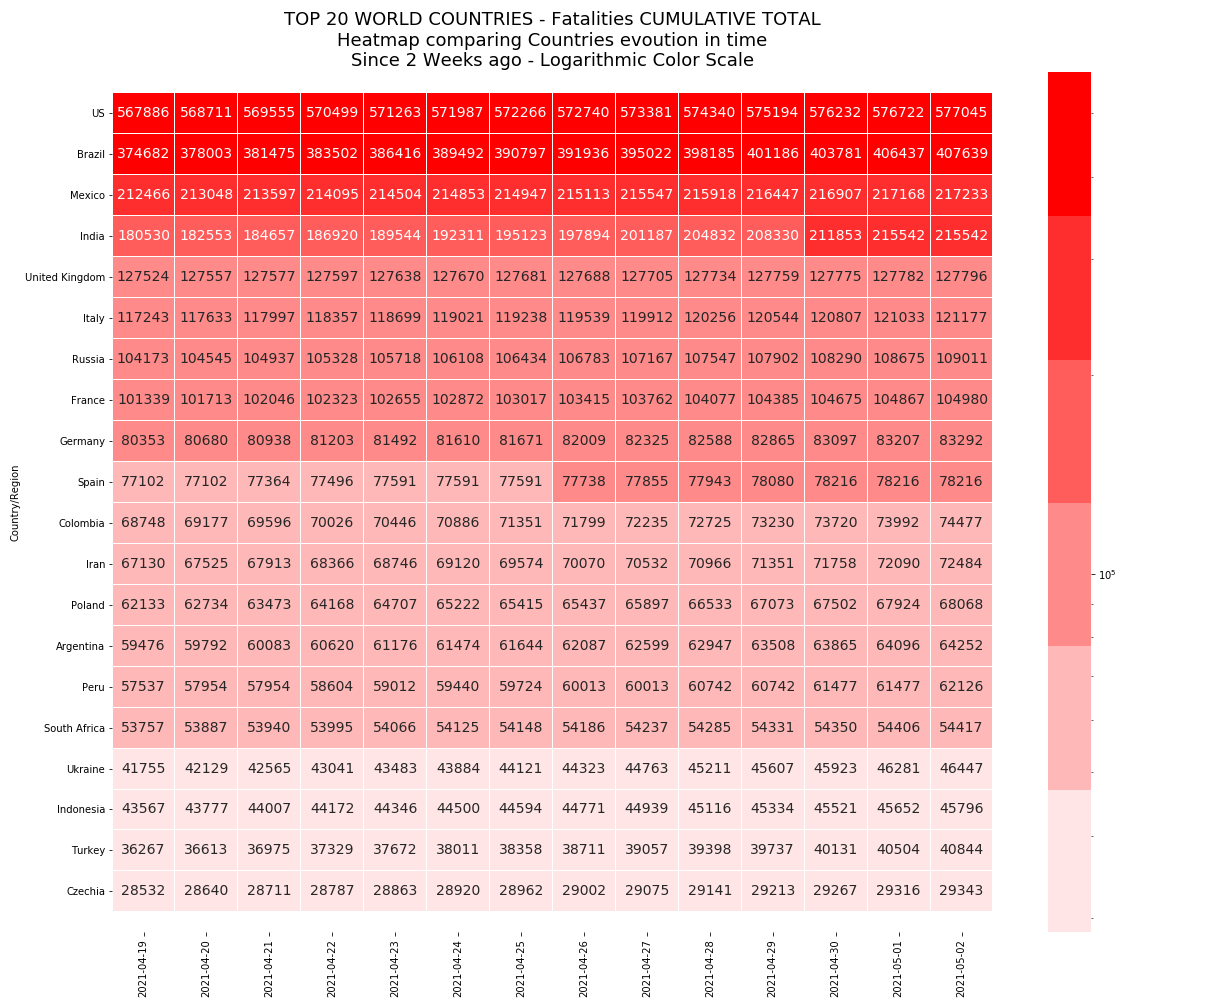 TOP 20 WORLD COUNTRIES - Fatalities CUMULATIVE TOTAL
Heatmap comparing Countries evoution in time
Since 2 Weeks ago - Logarithmic Color Scale
Country/Region
US 567886 568711 569555 570499 571263 571987 572266 572740 573381 574340 575194 576232 576722 577045
Brazil 374682 378003 381475 383502 386416 389492 390797 391936 395022 398185 401186 403781 406437 407639
Mexico 212466 213048 213597 214095 214504 214853 214947 215113 215547 215918 216447 216907 217168 217233
India 180530 182553 184657 186920 189544 192311 195123 197894 201187 204832 208330 211853 215542 215542
United Kingdom 127524 127557 127577 127597 127638 127670 127681 127688 127705 127734 127759 127775 127782 127796
Italy 117243 117633 117997 118357 118699 119021 119238 119539 119912 120256 120544 120807 121033 121177
Russia 104173 104545 104937 105328 105718 106108 106434 106783 107167 107547 107902 108290 108675 109011
France 101339 101713 102046 102323 102655 102872 103017 103415 103762 104077 104385 104675 104867 104980
Germany 80353 80680 80938 81203 81492 81610 81671 82009 82325 82588 82865 83097 83207 83292
Spain 77102 77102 77364 77496 77591 77591 77591 77738 77855 77943 78080 78216 78216 78216
Colombia 68748 69177 69596 70026 70446 70886 71351 71799 72235 72725 73230 73720 73992 74477
Iran 67130 67525 67913 68366 68746 69120 69574 70070 70532 70966 71351 71758 72090 72484
Poland 62133 62734 63473 64168 64707 65222 65415 65437 65897 66533 67073 67502 67924 68068
Argentina 59476 59792 60083 60620 61176 61474 61644 62087 62599 62947 63508 63865 64096 64252
Peru 57537 57954 57954 58604 59012 59440 59724 60013 60013 60742 60742 61477 61477 62126
South Africa 53757 53887 53940 53995 54066 54125 54148 54186 54237 54285 54331 54350 54406 54417
Ukraine 41755 42129 42565 43041 43483 43884 44121 44323 44763 45211 45607 45923 46281 46447
Indonesia 43567 43777 44007 44172 44346 44500 44594 44771 44939 45116 45334 45521 45652 45796
Turkey 36267 36613 36975 37329 37672 38011 38358 38711 39057 39398 39737 40131 40504 40844
Czechia 28532 28640 28711 28787 28863 28920 28962 29002 29075 29141 29213 29267 29316 29343
2021-04-19 2021-04-20 2021-04-21 2021-04-22 2021-04-23 2021-04-24 2021-04-25 2021-04-26 2021-04-27 2021-04-28 2021-04-29 2021-04-30 2021-05-01 2021-05-02
10⁵